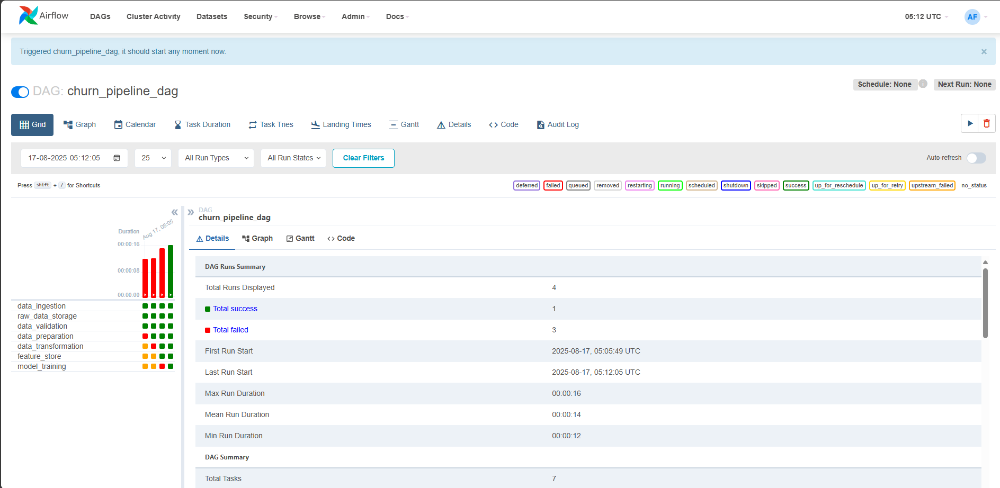 Airflow DAGs Cluster Activity Datasets Security Browse Admin Docs 05:12 UTC AF
Triggered churn_pipeline_dag, it should start any moment now. ×
DAG: churn_pipeline_dag Schedule: None i Next Run: None
Grid Graph Calendar Task Duration Task Tries Landing Times Gantt Details <> Code Audit Log
17-08-2025 05:12:05 25 All Run Types All Run States Clear Filters Auto-refresh
Press shift + / for Shortcuts deferred failed queued removed restarting running scheduled shutdown skipped success up_for_reschedule up_for_retry upstream_failed no_status
« » DAG
churn_pipeline_dag
Aug 17, 05:05
Duration
00:00:16
00:00:08
00:00:00
data_ingestion
raw_data_storage
data_validation
data_preparation
data_transformation
feature_store
model_training
Details Graph Gantt <> Code
DAG Runs Summary
Total Runs Displayed 4
Total success 1
Total failed 3
First Run Start 2025-08-17, 05:05:49 UTC
Last Run Start 2025-08-17, 05:12:05 UTC
Max Run Duration 00:00:16
Mean Run Duration 00:00:14
Min Run Duration 00:00:12
DAG Summary
Total Tasks 7